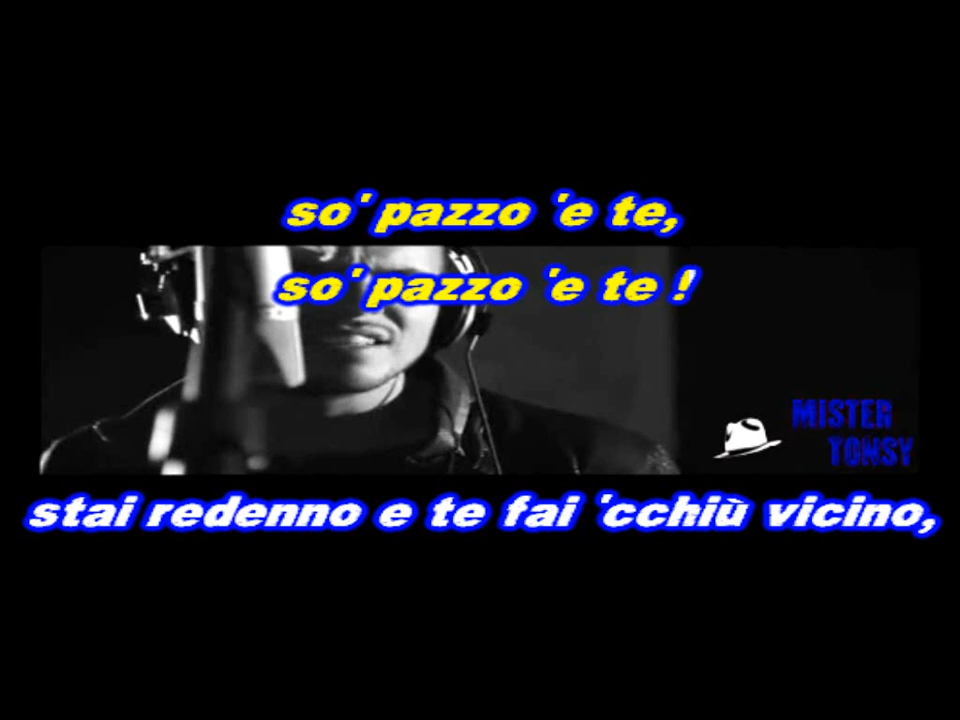 so' pazzo 'e te,
so' pazzo 'e te !
MISTER
TONSY
stai redenno e te fai 'cchiù vicino,